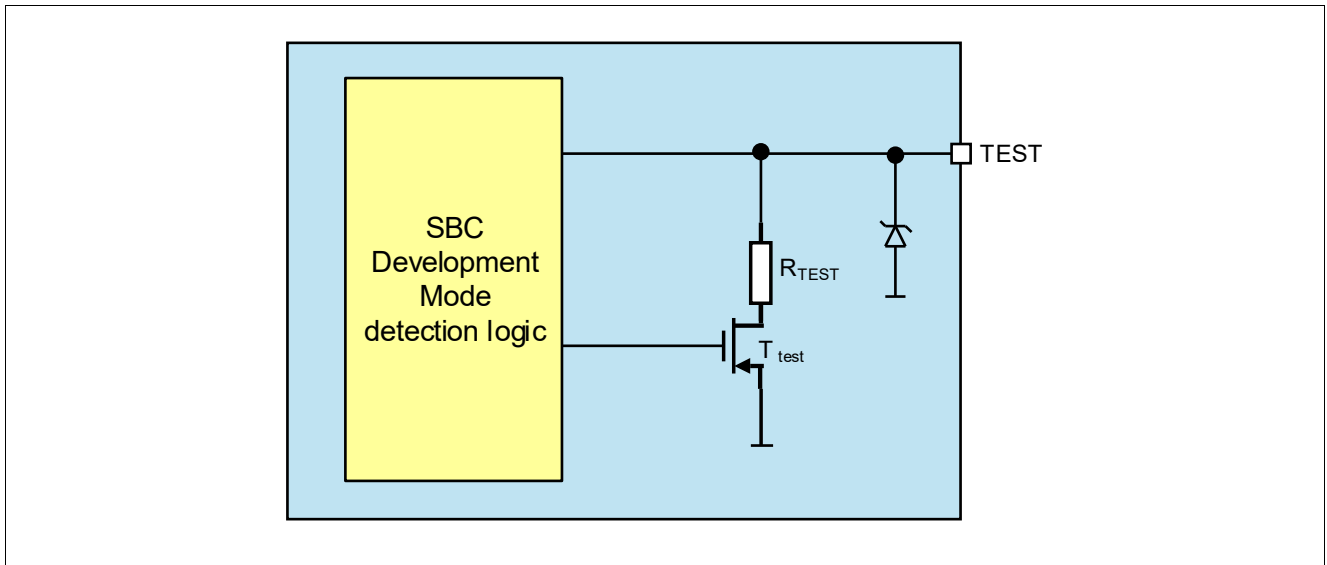 SBC
Development
Mode
detection logic
TEST
RTEST
T test